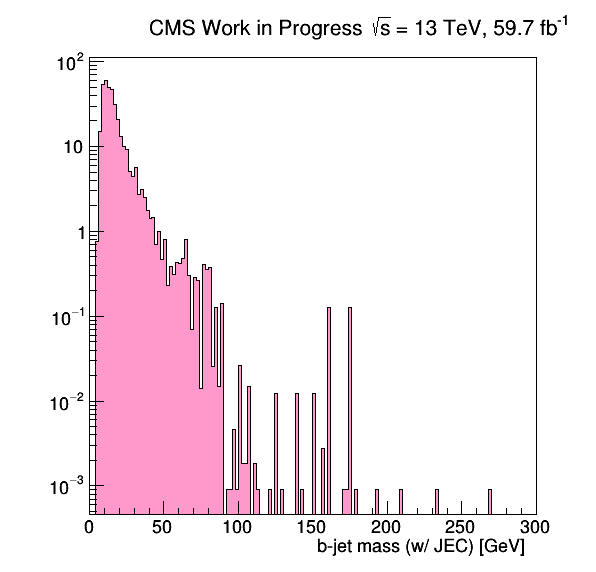 CMS Work in Progress √s = 13 TeV, 59.7 fb⁻¹
10²
10
1
10⁻¹
10⁻²
10⁻³
0 50 100 150 200 250 300
b-jet mass (w/ JEC) [GeV]